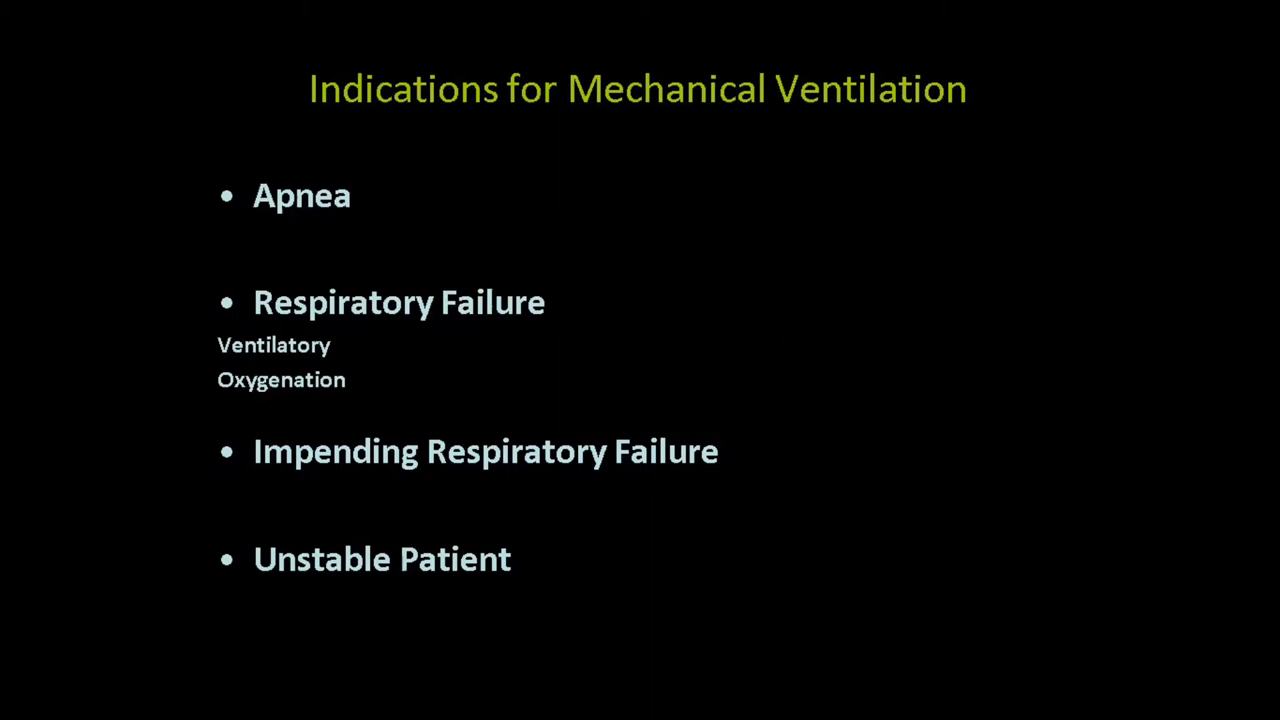 Indications for Mechanical Ventilation
• Apnea
• Respiratory Failure
Ventilatory
Oxygenation
• Impending Respiratory Failure
• Unstable Patient